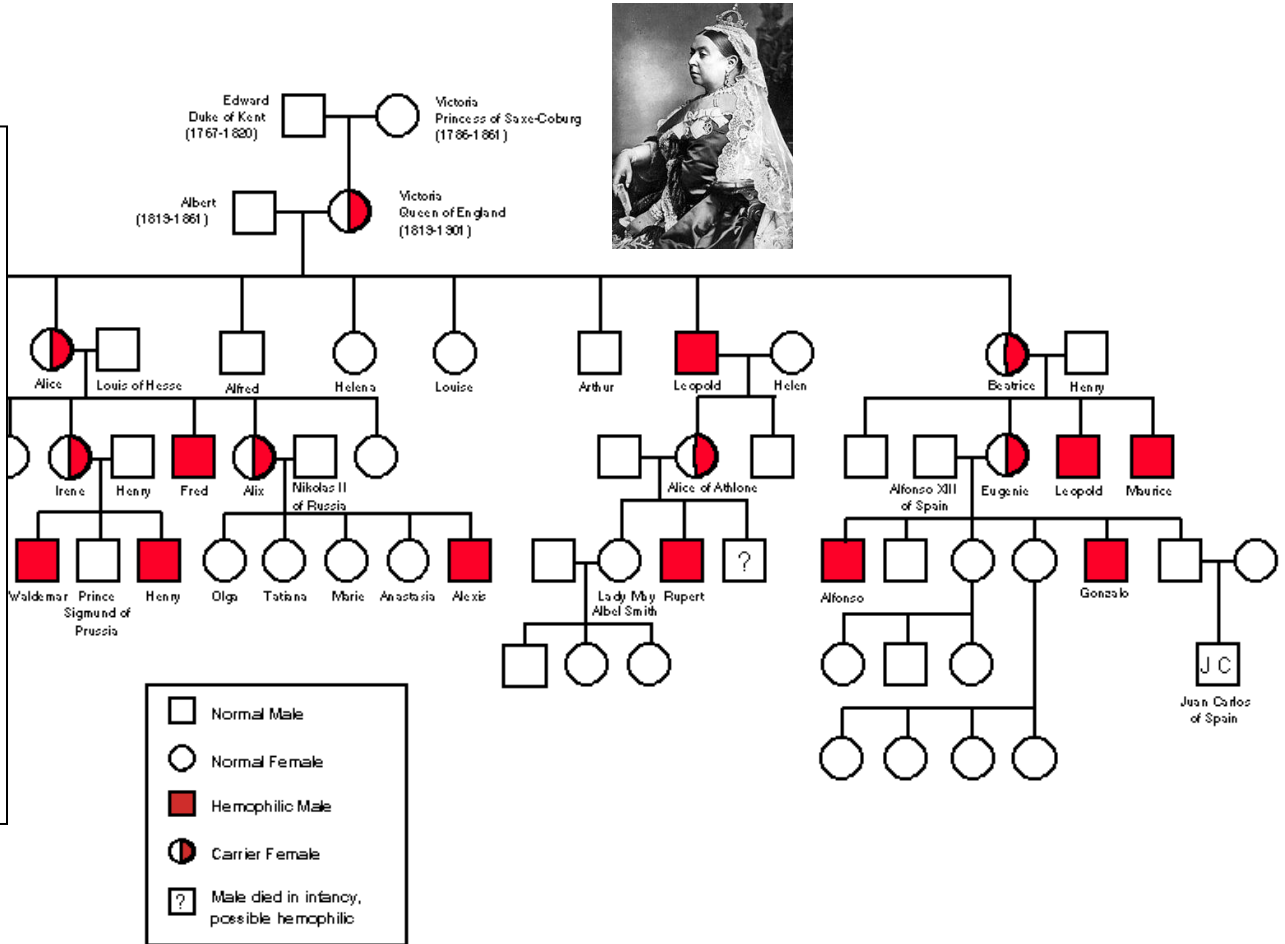 Edward
Duke of Kent
(1767-1820)
Victoria
Princess of Saxe-Coburg
(1786-1861)
Albert
(1819-1861)
Victoria
Queen of England
(1819-1901)
Alice
Louis of Hesse
Alfred
Helena
Louise
Arthur
Leopold
Helen
Beatrice
Henry
Irene
Henry
Fred
Alix
Nikolas II
of Russia
Alice of Athlone
Alfonso XIII
of Spain
Eugenie
Leopold
Maurice
Waldemar
Prince
Sigmund of
Prussia
Henry
Olga
Tatiana
Marie
Anastasia
Alexis
Lady May
Albel Smith
Rupert
?
Alfonso
Gonzalo
J C
Juan Carlos
of Spain
Normal Male
Normal Female
Hemophilic Male
Carrier Female
?
Male died in infancy,
possible hemophilic